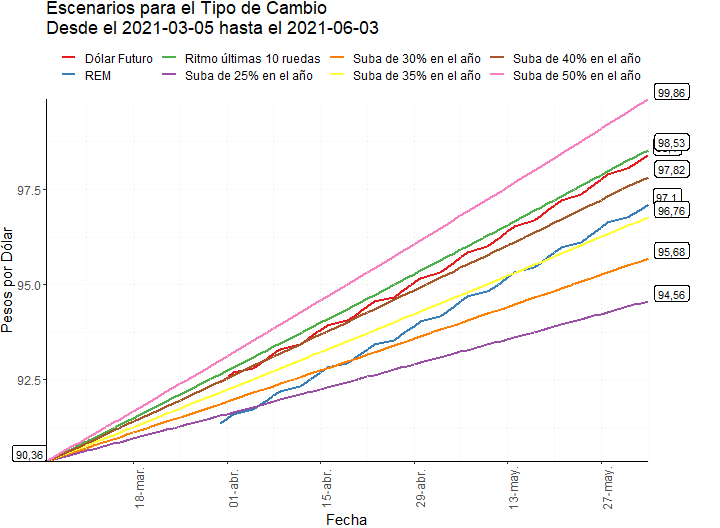 Escenarios para el Tipo de Cambio
Desde el 2021-03-05 hasta el 2021-06-03
Dólar Futuro
Ritmo últimas 10 ruedas
Suba de 30% en el año
Suba de 40% en el año
REM
Suba de 25% en el año
Suba de 35% en el año
Suba de 50% en el año
99,86
98,53
97,82
97,1
96,76
95,68
94,56
97.5
95.0
92.5
90,36
Pesos por Dólar
18-mar.
01-abr.
15-abr.
29-abr.
13-may.
27-may.
Fecha